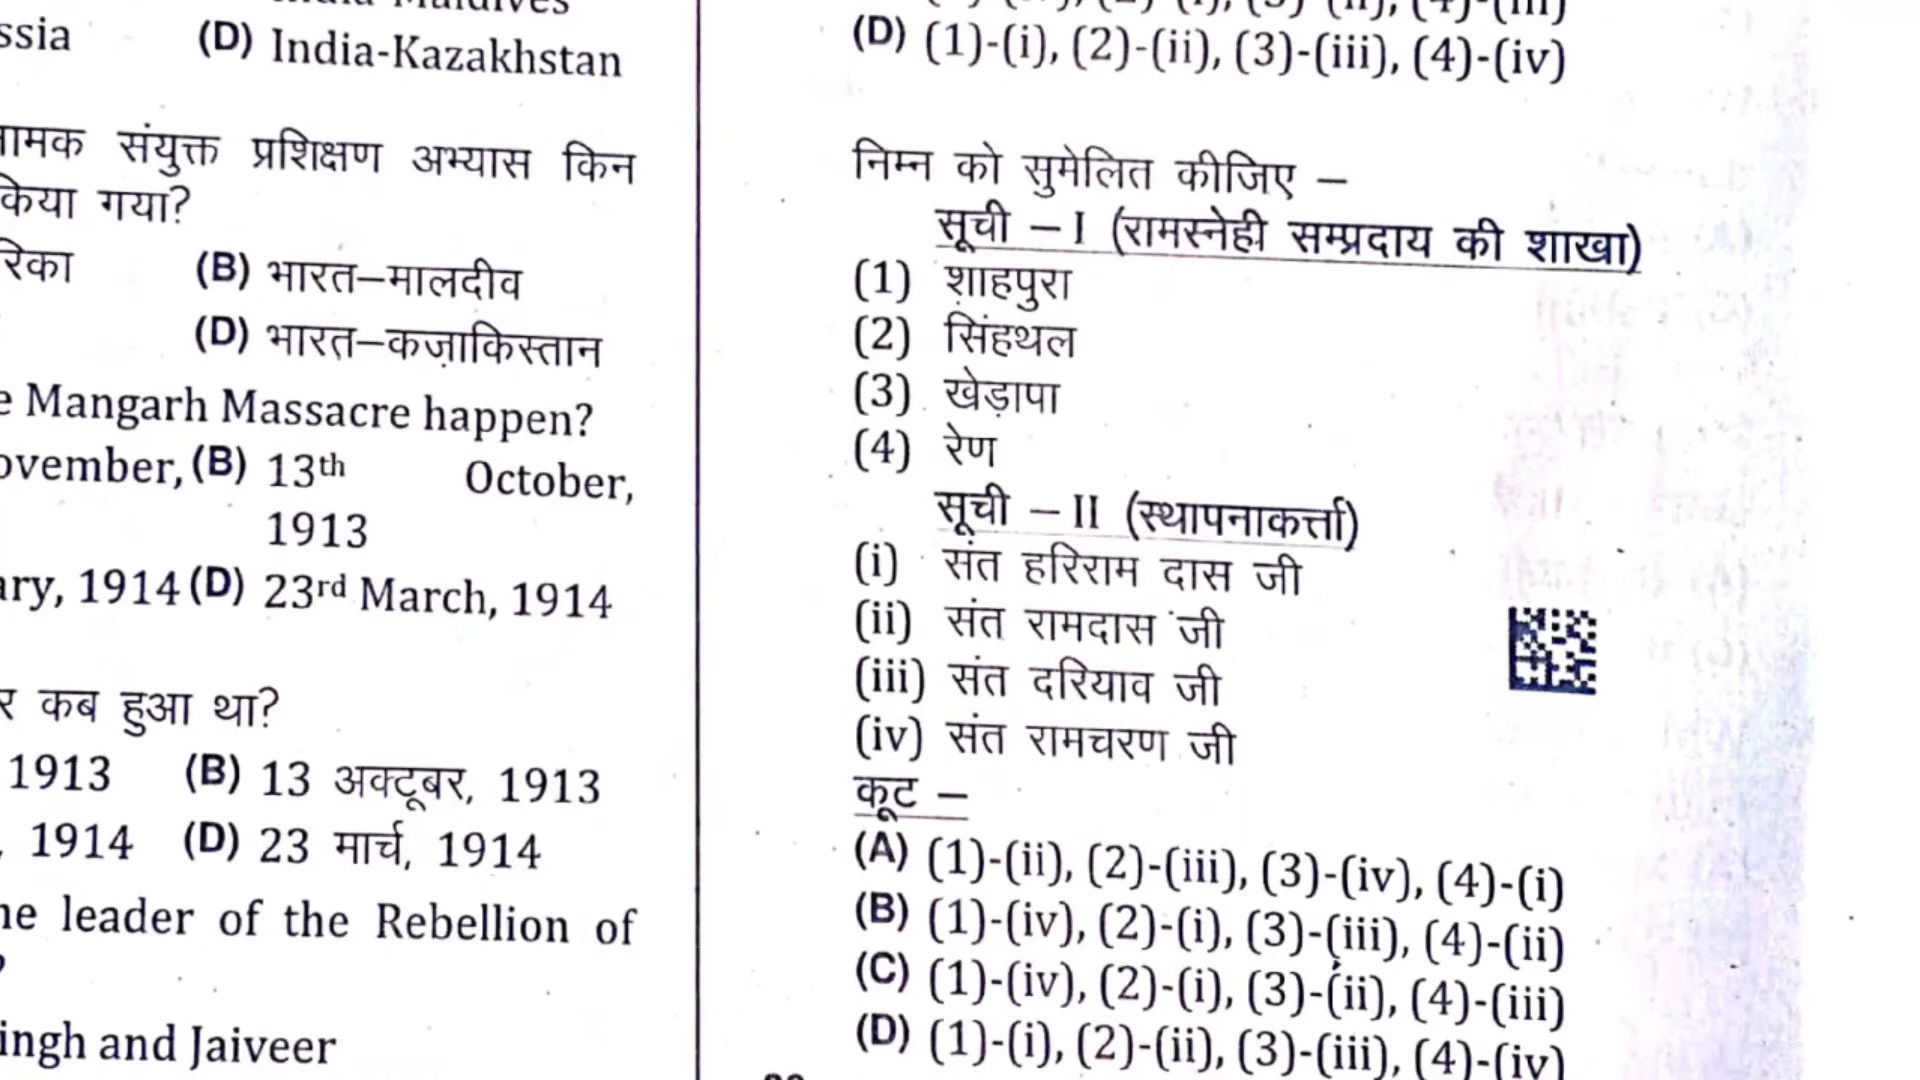 ssia (D) India-Kazakhstan
संयुक्त प्रशिक्षण अभ्यास किन
किया गया?
(B) भारत–मालदीव
(D) भारत–कज़ाकिस्तान
Mangarh Massacre happen?
(B) 13th October,
1913
1914 (D) 23rd March, 1914
कब हुआ था?
1913 (B) 13 अक्टूबर, 1913
1914 (D) 23 मार्च, 1914
leader of the Rebellion of
ingh and Jaiveer
(D) (1)-(i), (2)-(ii), (3)-(iii), (4)-(iv)
निम्न को सुमेलित कीजिए –
सूची – I (रामस्नेही सम्प्रदाय की शाखा)
(1) शाहपुरा
(2) सिंहथल
(3) खेड़ापा
(4) रेण
सूची – II (स्थापनाकर्त्ता)
(i) संत हरिराम दास जी
(ii) संत रामदास जी
(iii) संत दरियाव जी
(iv) संत रामचरण जी
कूट –
(A) (1)-(ii), (2)-(iii), (3)-(iv), (4)-(i)
(B) (1)-(iv), (2)-(i), (3)-(iii), (4)-(ii)
(C) (1)-(iv), (2)-(i), (3)-(ii), (4)-(iii)
(D) (1)-(i), (2)-(ii), (3)-(iii), (4)-(iv)